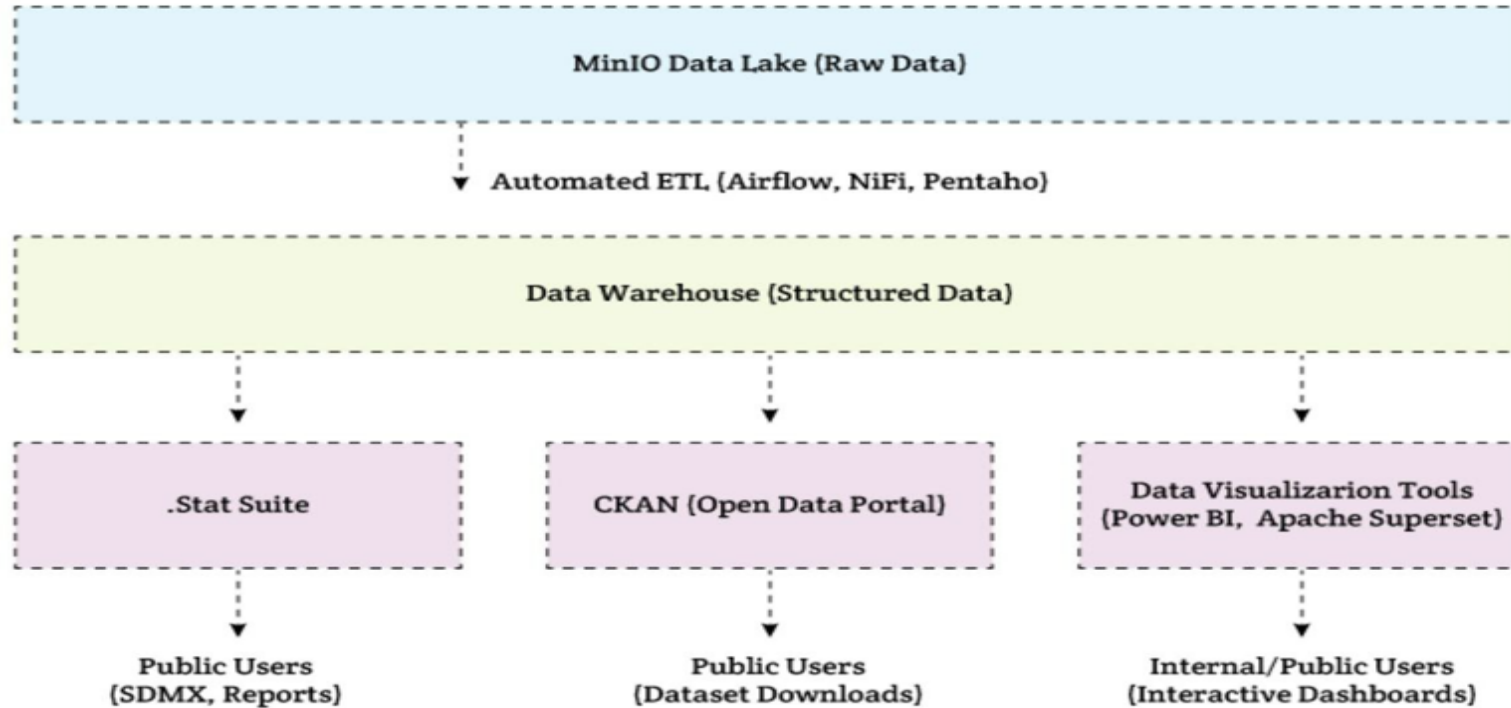 MinIO Data Lake (Raw Data)
Automated ETL (Airflow, NiFi, Pentaho)
Data Warehouse (Structured Data)
.Stat Suite
CKAN (Open Data Portal)
Data Visualizarion Tools
(Power BI, Apache Superset)
Public Users
(SDMX, Reports)
Public Users
(Dataset Downloads)
Internal/Public Users
(Interactive Dashboards)